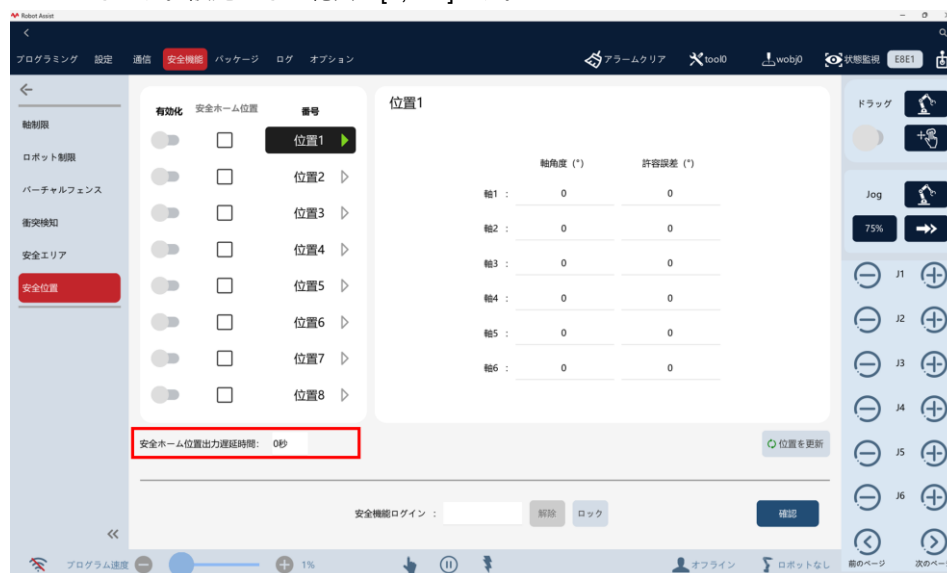 Robot Assist
プログラミング 設定 通信 安全機能 パッケージ ログ オプション アラームクリア tool0 wobj0 状態監視 E8E1
軸制限
ロボット制限
バーチャルフェンス
衝突検知
安全エリア
安全位置
有効化 安全ホーム位置 番号
位置1
位置2
位置3
位置4
位置5
位置6
位置7
位置8
位置1
軸角度 (°) 許容誤差 (°)
軸1 : 0 0
軸2 : 0 0
軸3 : 0 0
軸4 : 0 0
軸5 : 0 0
軸6 : 0 0
安全ホーム位置出力遅延時間: 0秒
位置を更新
安全機能ログイン : 解除 ロック 確認
ドラッグ
Jog
75%
J1
J2
J3
J4
J5
J6
前のページ
プログラム速度 1% オフライン ロボットなし